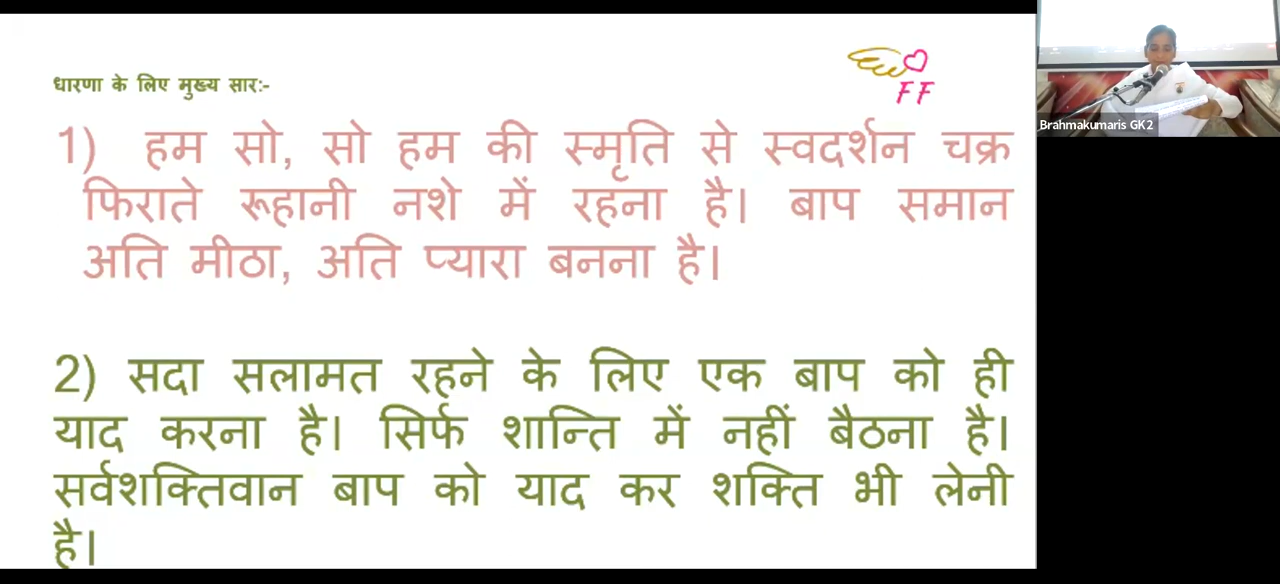 धारणा के लिए मुख्य सार:-
FF
1) हम सो, सो हम की स्मृति से स्वदर्शन चक्र
फिराते रूहानी नशे में रहना है। बाप समान
अति मीठा, अति प्यारा बनना है।
2) सदा सलामत रहने के लिए एक बाप को ही
याद करना है। सिर्फ शान्ति में नहीं बैठना है।
सर्वशक्तिवान बाप को याद कर शक्ति भी लेनी
है।
Brahmakumaris GK2